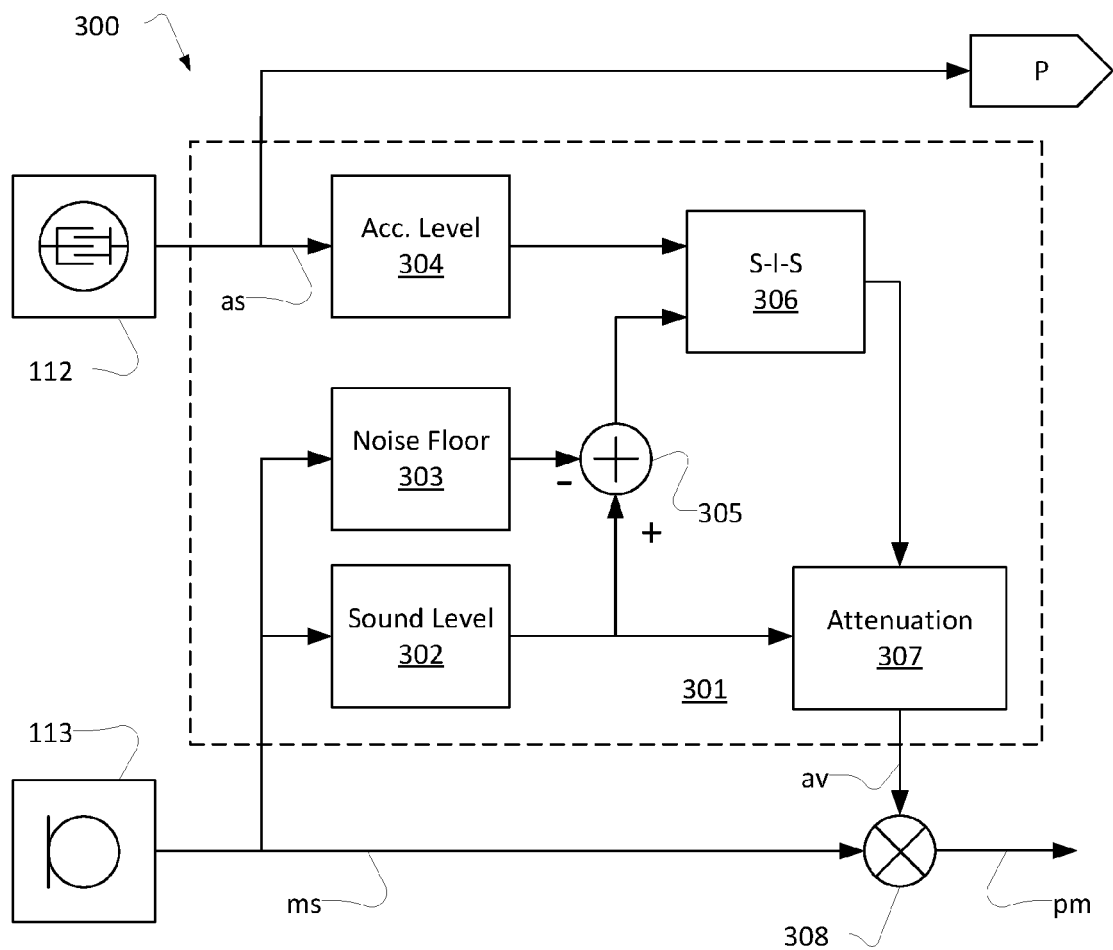 300
P
Acc. Level
304
S-I-S
306
as
112
Noise Floor
303
-
305
+
Sound Level
302
Attenuation
307
301
113
av
ms
pm
308